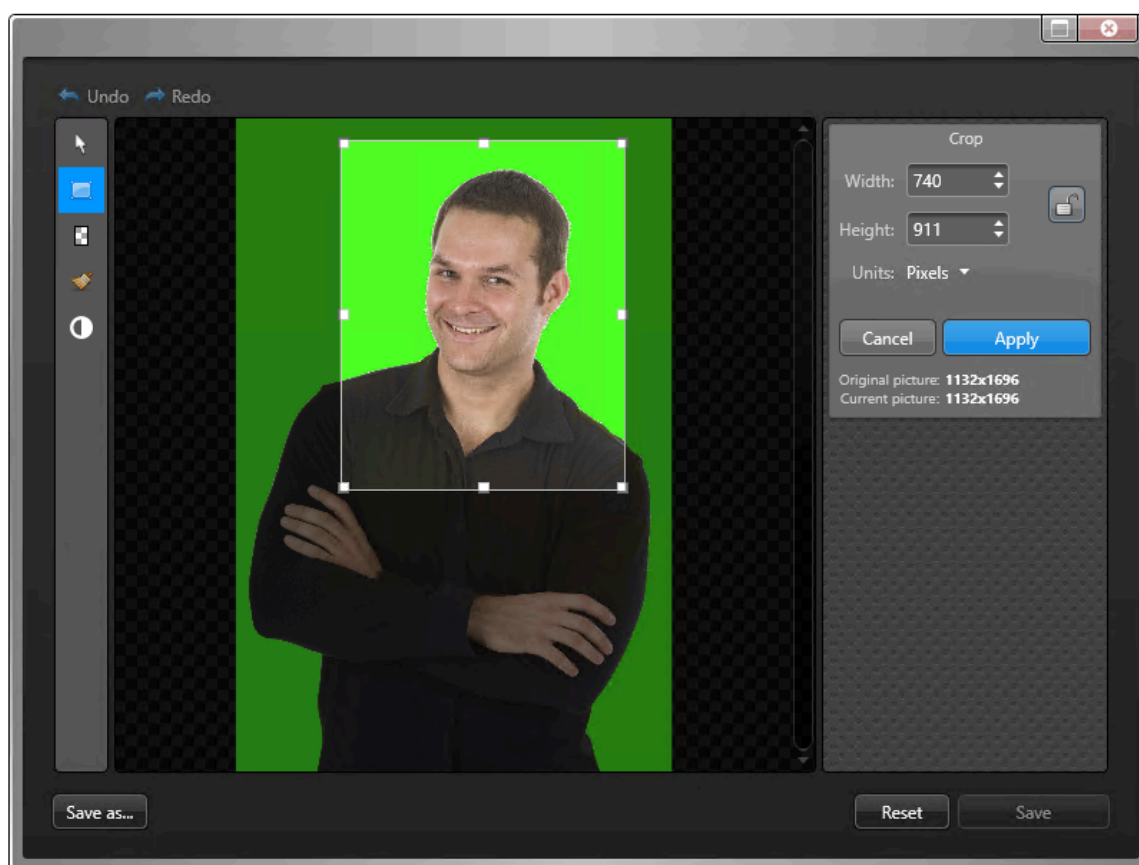 Undo Redo
Crop
Width: 740
Height: 911
Units: Pixels
Cancel Apply
Original picture: 1132x1696
Current picture: 1132x1696
Save as... Reset Save